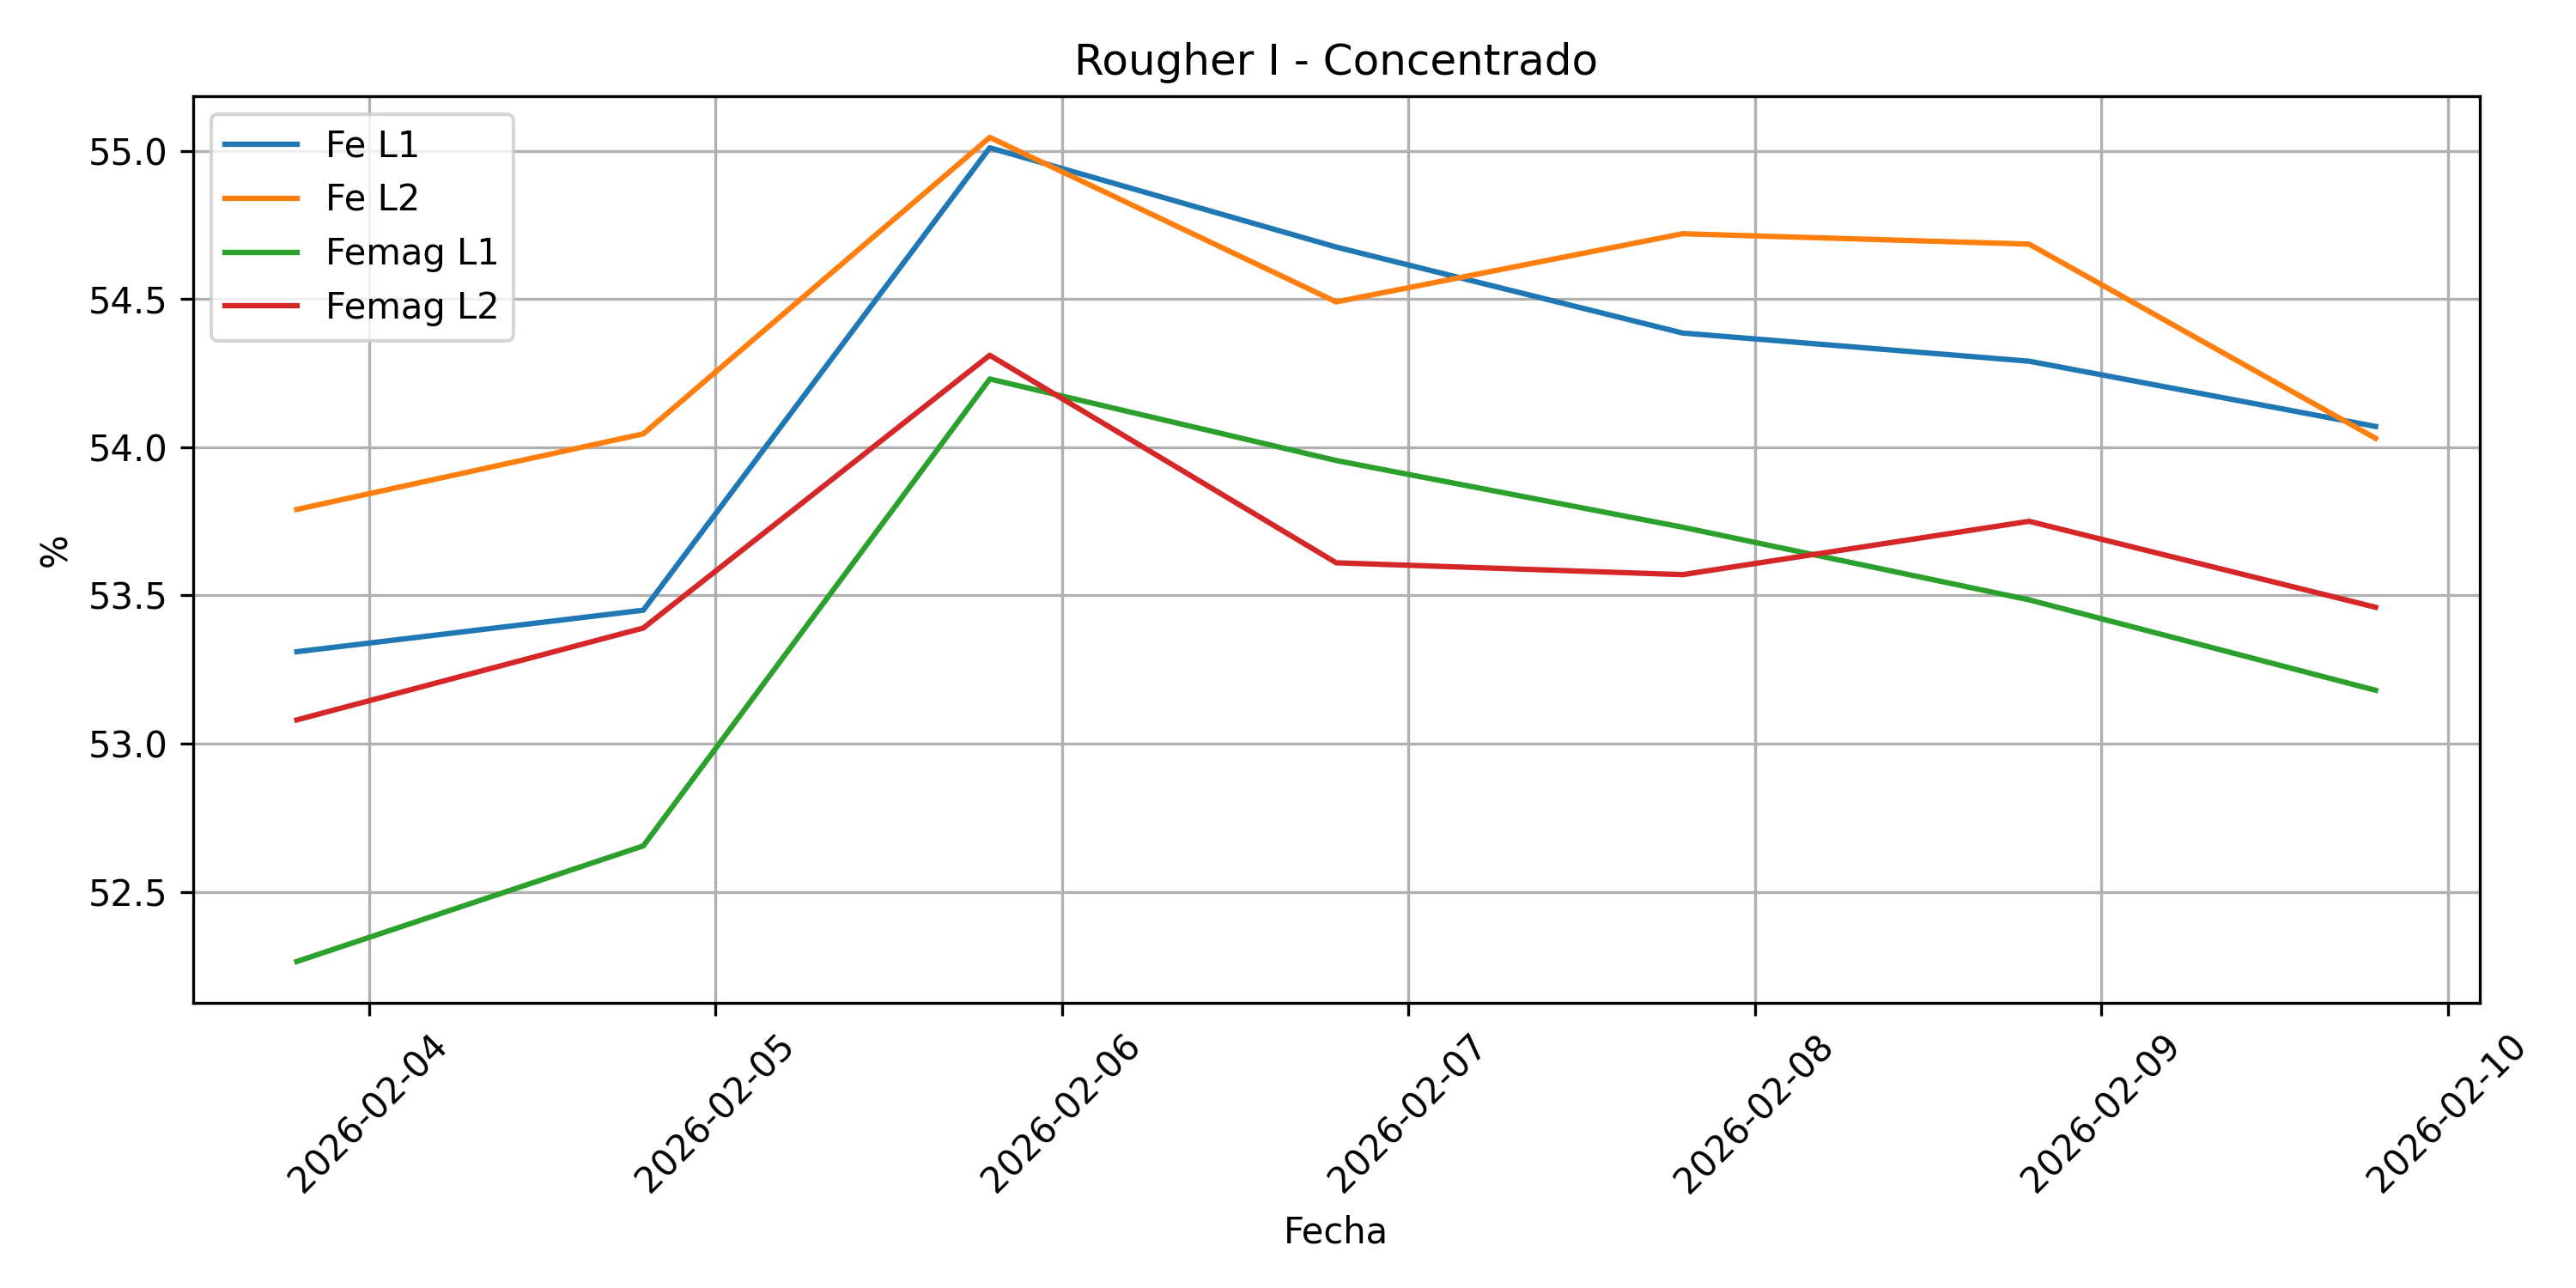 Rougher I - Concentrado
Fe L1
Fe L2
Femag L1
Femag L2
55.0
54.5
54.0
53.5
53.0
52.5
%
2026-02-04
2026-02-05
2026-02-06
2026-02-07
2026-02-08
2026-02-09
2026-02-10
Fecha